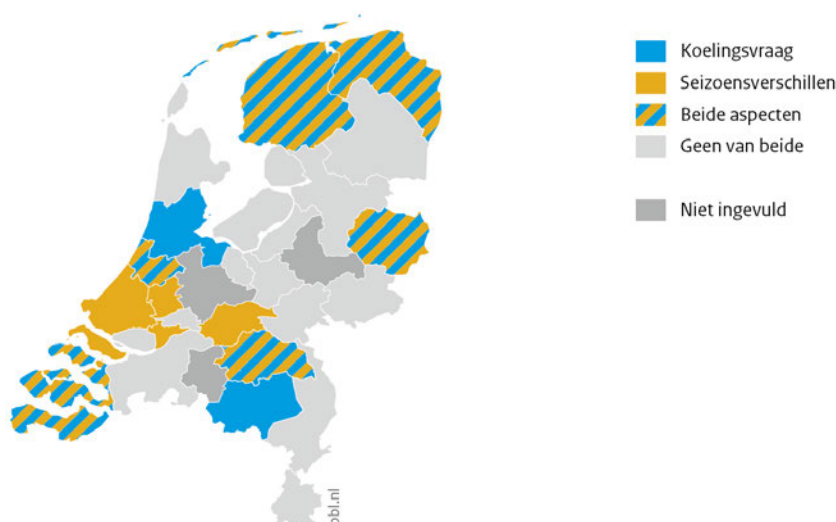 Koelingsvraag
Seizoensverschillen
Beide aspecten
Geen van beide
Niet ingevuld
pbl.nl